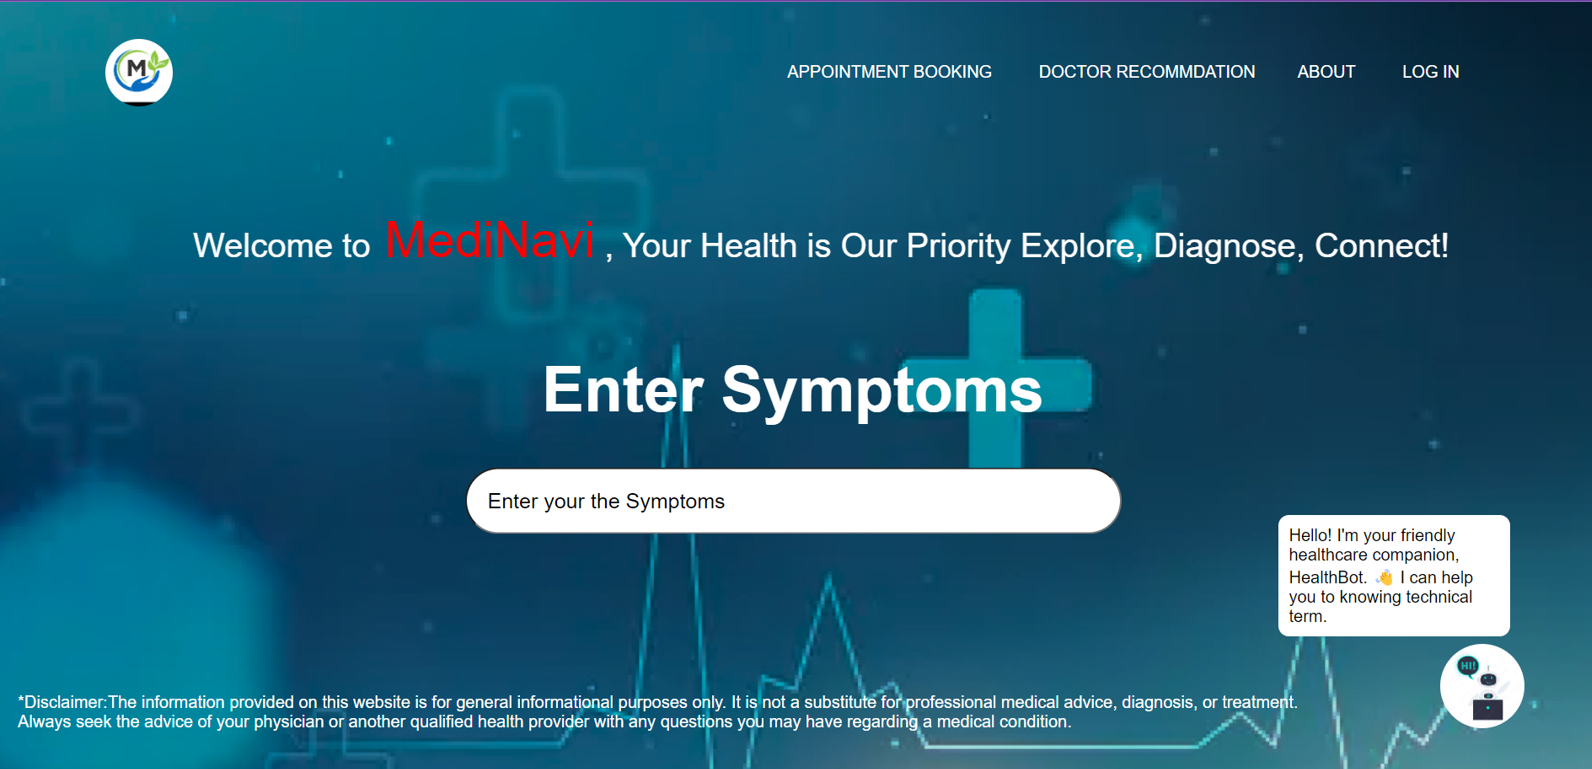 M
APPOINTMENT BOOKING
DOCTOR RECOMMDATION
ABOUT
LOG IN
Welcome to MediNavi , Your Health is Our Priority Explore, Diagnose, Connect!
Enter Symptoms
Enter your the Symptoms
Hello! I'm your friendly
healthcare companion,
HealthBot. 👋 I can help
you to knowing technical
term.
HI!
*Disclaimer:The information provided on this website is for general informational purposes only. It is not a substitute for professional medical advice, diagnosis, or treatment.
Always seek the advice of your physician or another qualified health provider with any questions you may have regarding a medical condition.